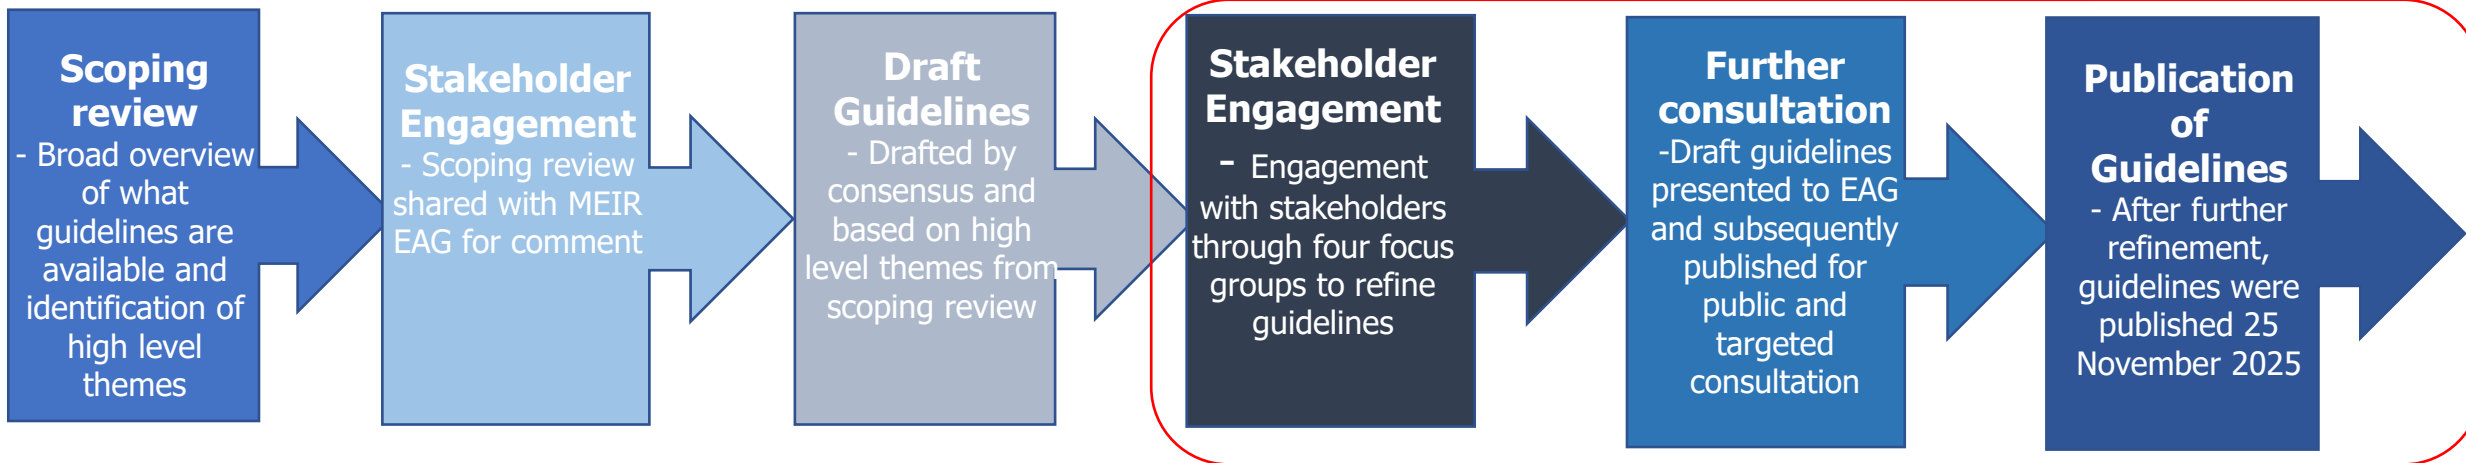 Scoping
review
- Broad overview
of what
guidelines are
available and
identification of
high level
themes
Stakeholder
Engagement
- Scoping review
shared with MEIR
EAG for comment
Draft
Guidelines
- Drafted by
consensus and
based on high
level themes from
scoping review
Stakeholder
Engagement
- Engagement
with stakeholders
through four focus
groups to refine
guidelines
Further
consultation
-Draft guidelines
presented to EAG
and subsequently
published for
public and
targeted
consultation
Publication
of
Guidelines
- After further
refinement,
guidelines were
published 25
November 2025